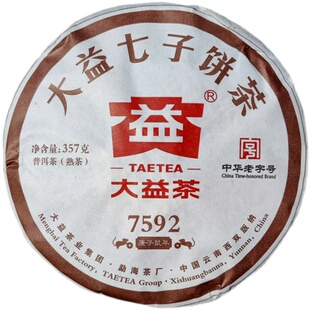 大益七子饼茶
净含量:357克
普洱茶(熟茶)
益
®
TAETEA
大益茶
中华老字号
China Time-honored Brand
7592
庚子鼠年
大益茶业集团·勐海茶厂·中国云南西双版纳
Menghai Tea Factory, TAETEA Group·Xishuangbanna, Yunnan, China